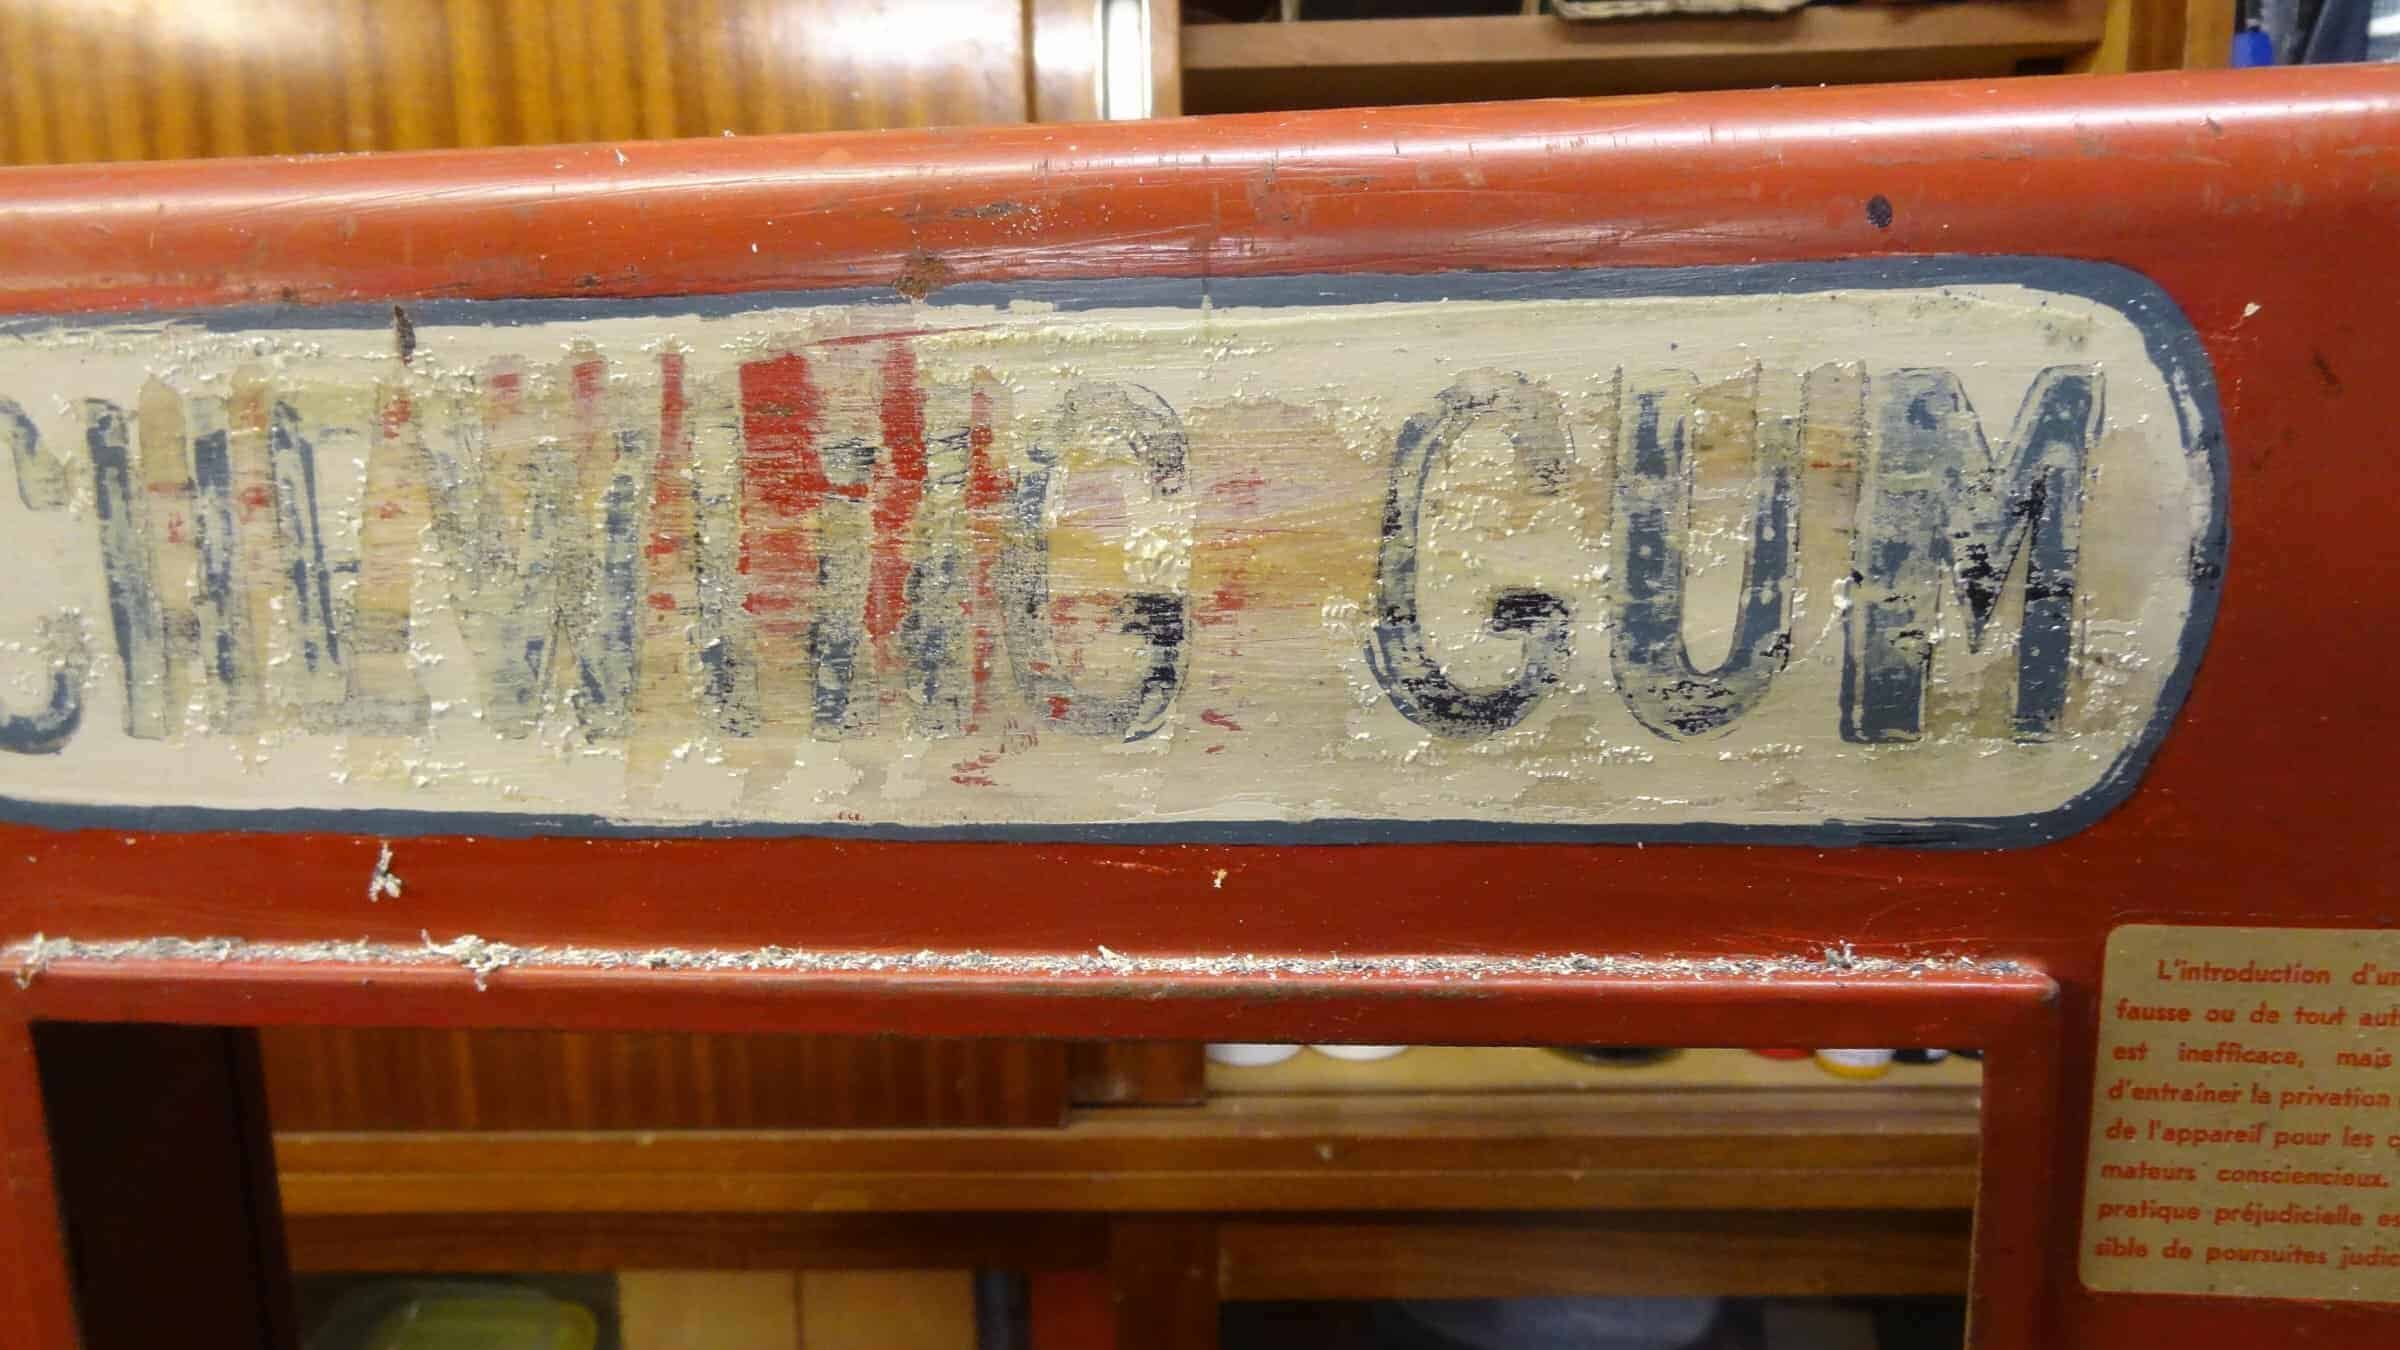 CHEWING GUM
L'introduction d'un
fausse ou de tout aut
est inefficace, mais
d'entraîner la privation
de l'appareil pour les c
mateurs consciencieux.
pratique préjudicielle es
sible de poursuites judic